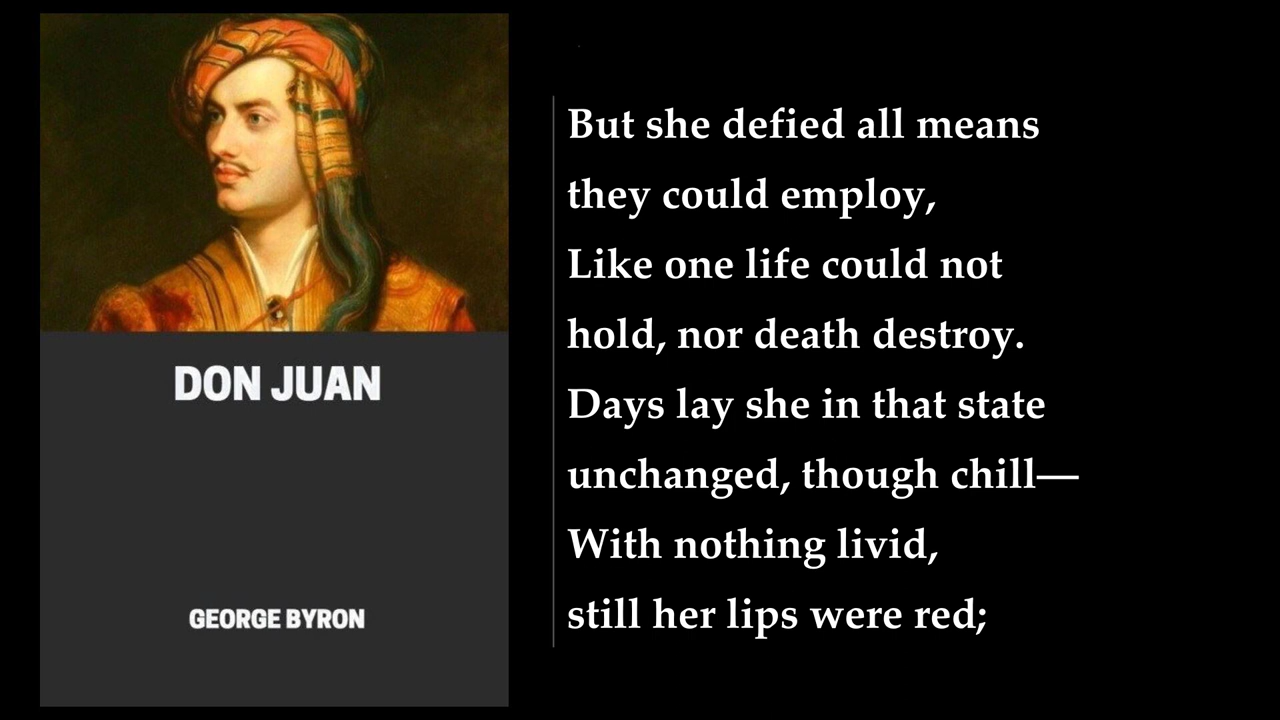 DON JUAN
GEORGE BYRON
But she defied all means
they could employ,
Like one life could not
hold, nor death destroy.
Days lay she in that state
unchanged, though chill—
With nothing livid,
still her lips were red;